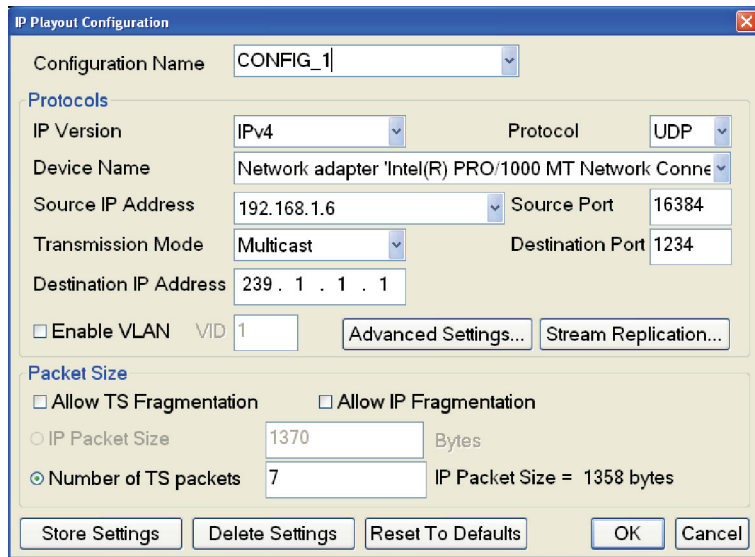 IP Playout Configuration
Configuration Name CONFIG_1
Protocols
IP Version IPv4 Protocol UDP
Device Name Network adapter 'Intel(R) PRO/1000 MT Network Conne
Source IP Address 192.168.1.6 Source Port 16384
Transmission Mode Multicast Destination Port 1234
Destination IP Address 239 . 1 . 1 . 1
Enable VLAN VID 1 Advanced Settings... Stream Replication...
Packet Size
Allow TS Fragmentation Allow IP Fragmentation
IP Packet Size 1370 Bytes
Number of TS packets 7 IP Packet Size = 1358 bytes
Store Settings Delete Settings Reset To Defaults OK Cancel